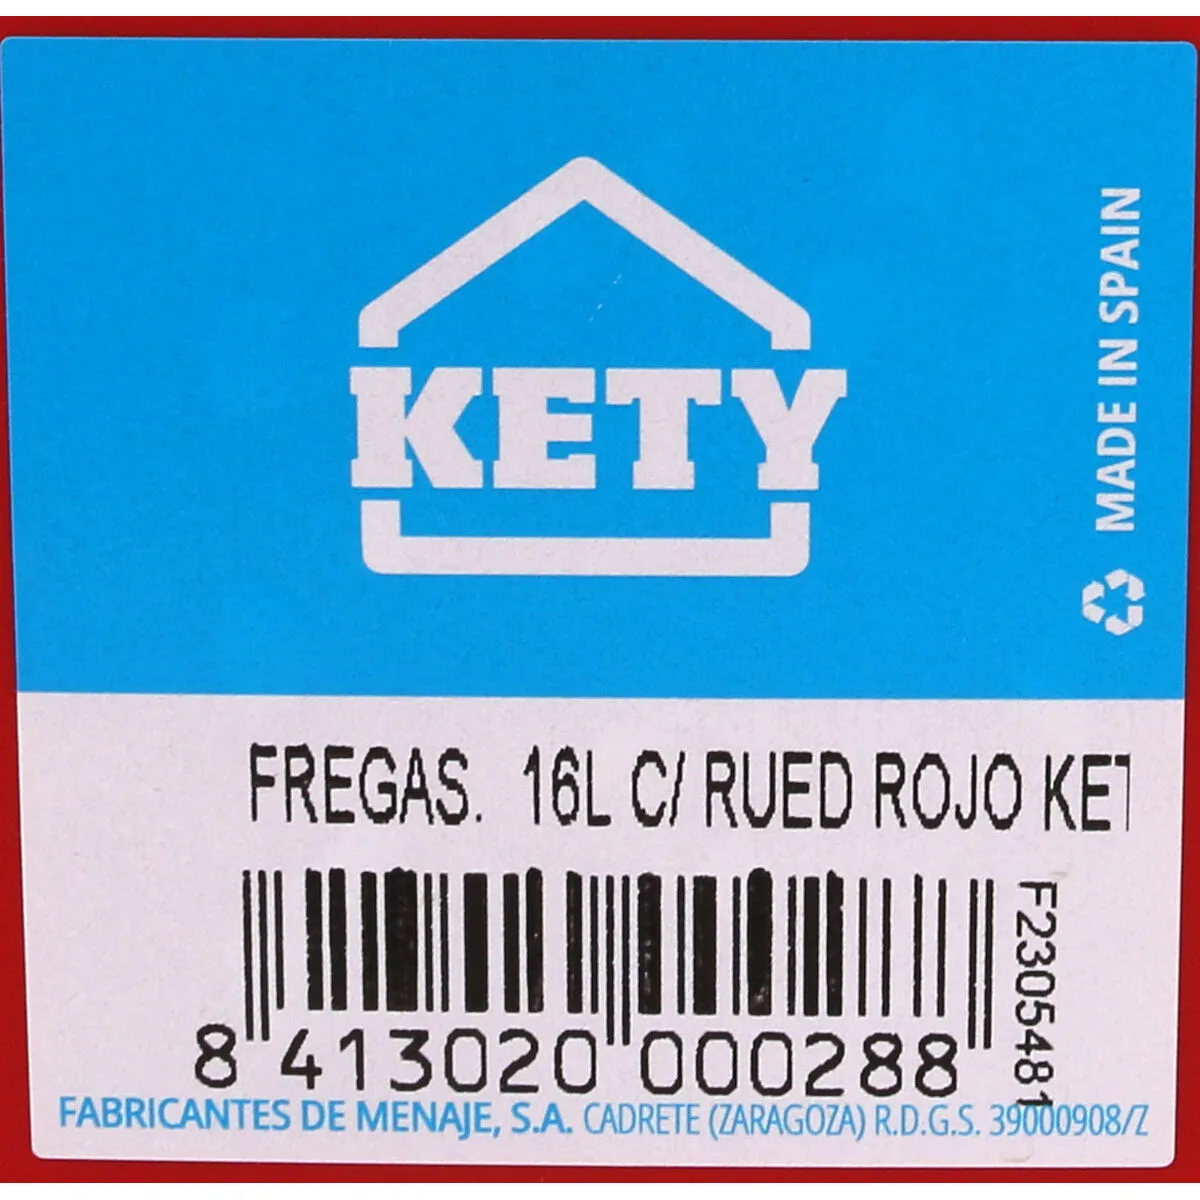 KETY
MADE IN SPAIN
FREGAS. 16L C/ RUED ROJO KET
F2305481
8 413020 000288
FABRICANTES DE MENAJE, S.A. CADRETE (ZARAGOZA) R.D.G.S. 39000908/Z